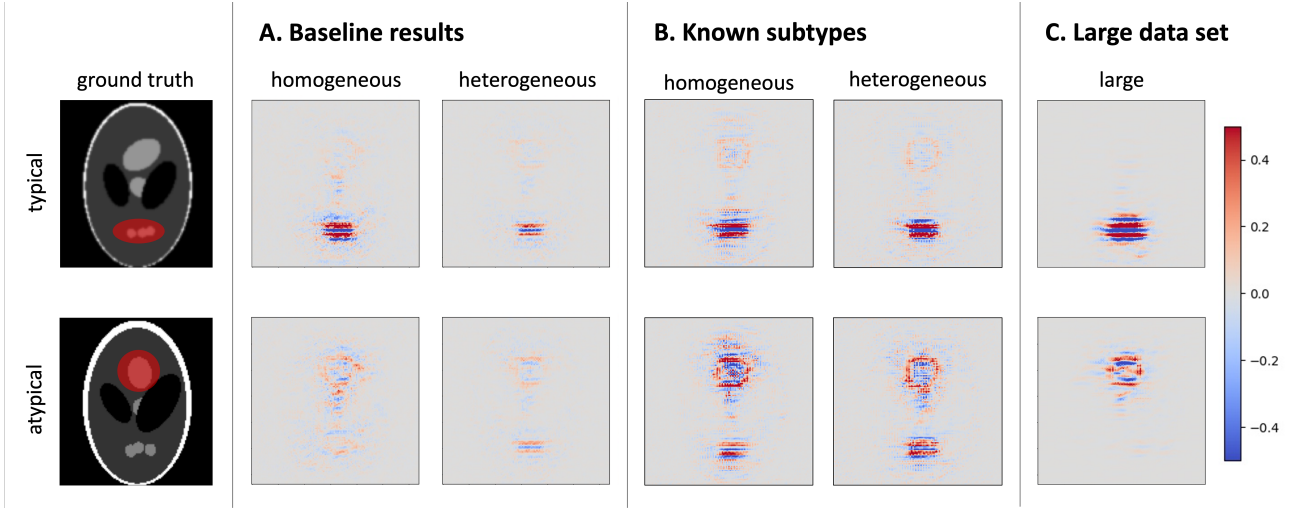 A. Baseline results
B. Known subtypes
C. Large data set
ground truth
homogeneous
heterogeneous
homogeneous
heterogeneous
large
typical
atypical
0.4
0.2
0.0
−0.2
−0.4